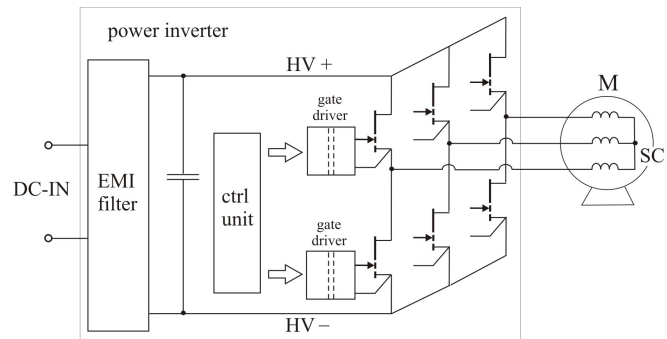 power inverter
HV +
M
gate
driver
EMI
filter
DC-IN
ctrl
unit
SC
gate
driver
HV −